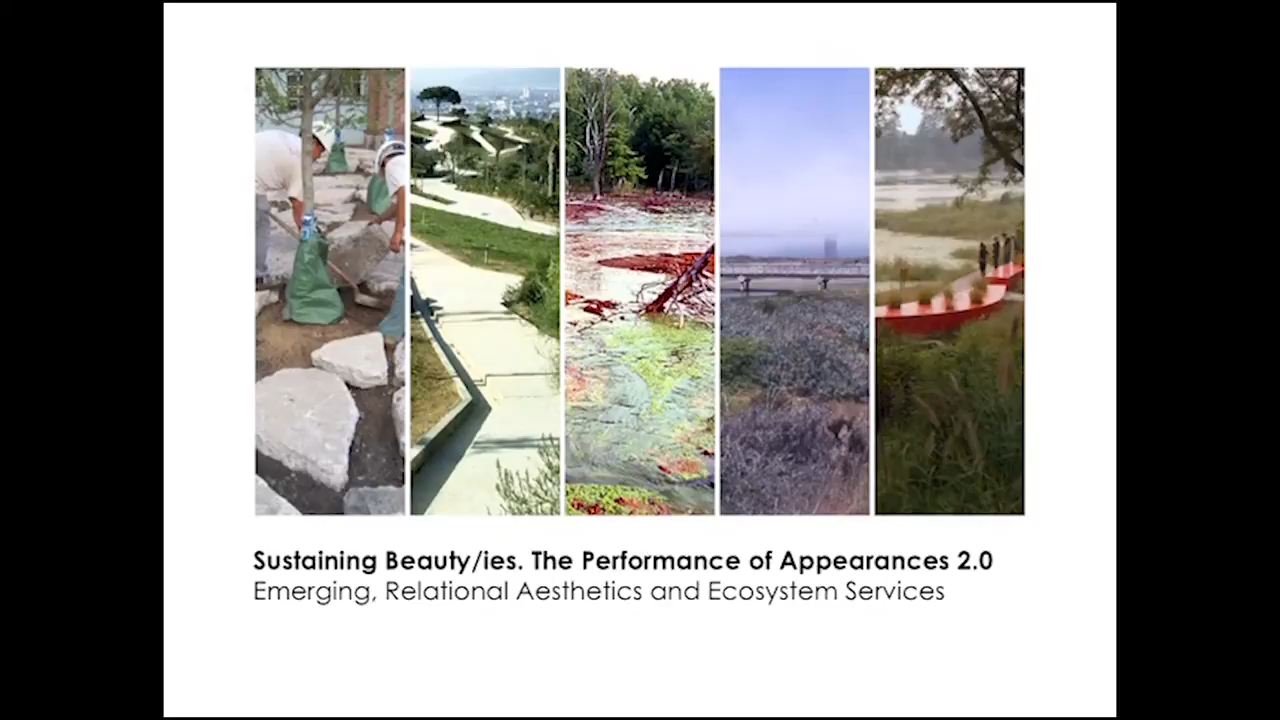 Sustaining Beauty/ies. The Performance of Appearances 2.0
Emerging, Relational Aesthetics and Ecosystem Services